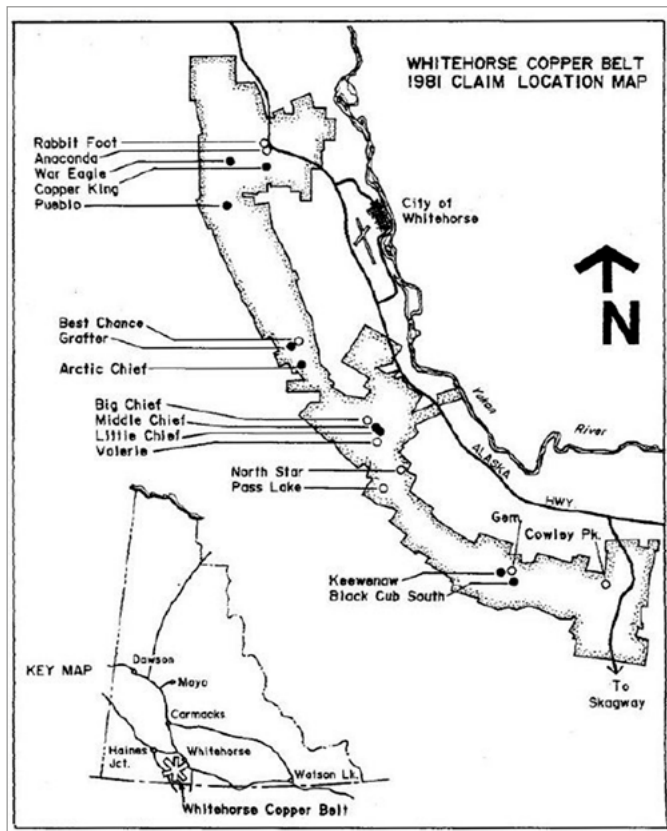 WHITEHORSE COPPER BELT
1981 CLAIM LOCATION MAP
Rabbit Foot
Anaconda
War Eagle
Copper King
Pueblo
City of
Whitehorse
N
Best Chance
Grafter
Arctic Chief
Big Chief
Middle Chief
Little Chief
Valerie
Yukon
River
ALASKA
HWY.
North Star
Pass Lake
Gem
Cowley Pk.
Keewenaw
Black Cub South
To
Skagway
KEY MAP
Dawson
Mayo
Carmacks
Haines
Jct.
Whitehorse
Watson Lk.
Whitehorse Copper Belt